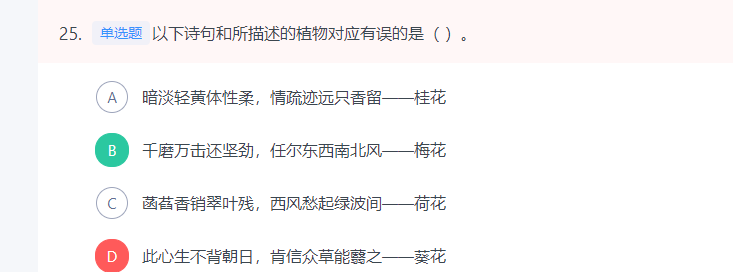 25. 单选题 以下诗句和所描述的植物对应有误的是（ ）。
A 暗淡轻黄体性柔，情疏迹远只香留——桂花
B 千磨万击还坚劲，任尔东西南北风——梅花
C 菡萏香销翠叶残，西风愁起绿波间——荷花
D 此心生不背朝日，肯信众草能翳之——葵花